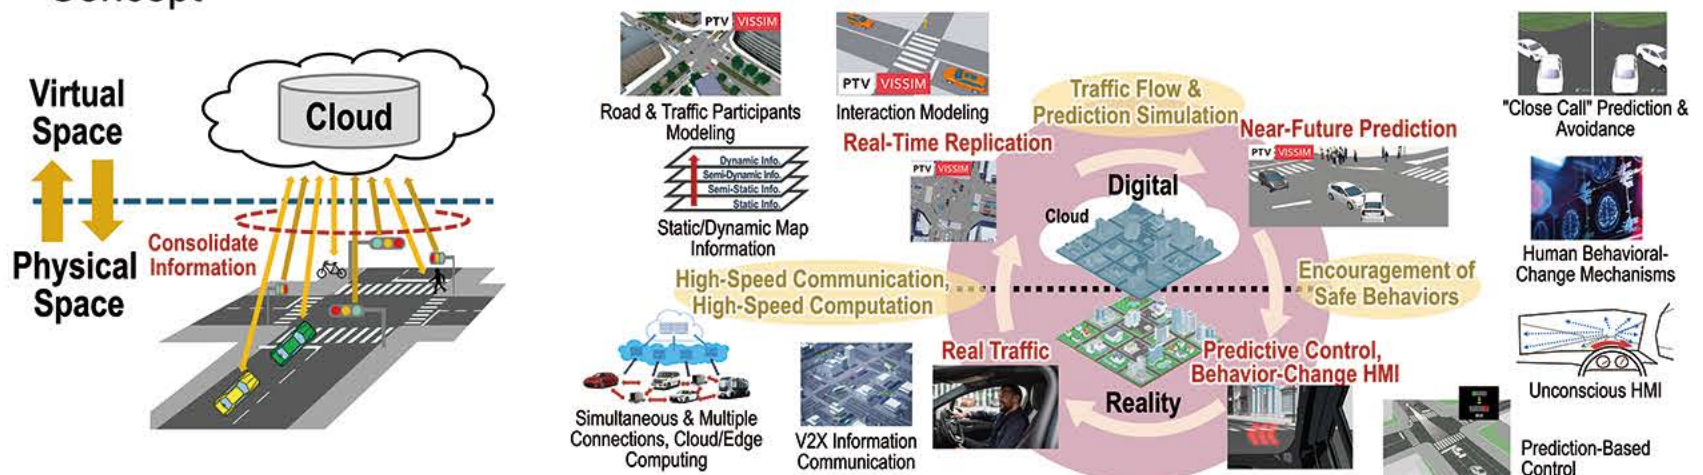 Concept
Virtual
Space
Cloud
Consolidate
Information
Physical
Space
PTV VISSIM
Road & Traffic Participants
Modeling
PTV VISSIM
Interaction Modeling
Dynamic Info.
Semi-Dynamic Info.
Semi-Static Info.
Static Info.
Static/Dynamic Map
Information
Real-Time Replication
PTV VISSIM
Traffic Flow &
Prediction Simulation
Near-Future Prediction
PTV VISSIM
Digital
Cloud
High-Speed Communication,
High-Speed Computation
Encouragement of
Safe Behaviors
Simultaneous & Multiple
Connections, Cloud/Edge
Computing
V2X Information
Communication
Real Traffic
Predictive Control,
Behavior-Change HMI
Reality
"Close Call" Prediction &
Avoidance
Human Behavioral-
Change Mechanisms
Unconscious HMI
Prediction-Based
Control